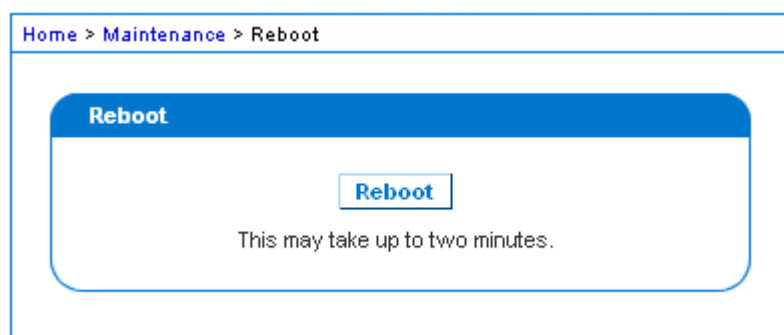 Home > Maintenance > Reboot
Reboot
Reboot
This may take up to two minutes.